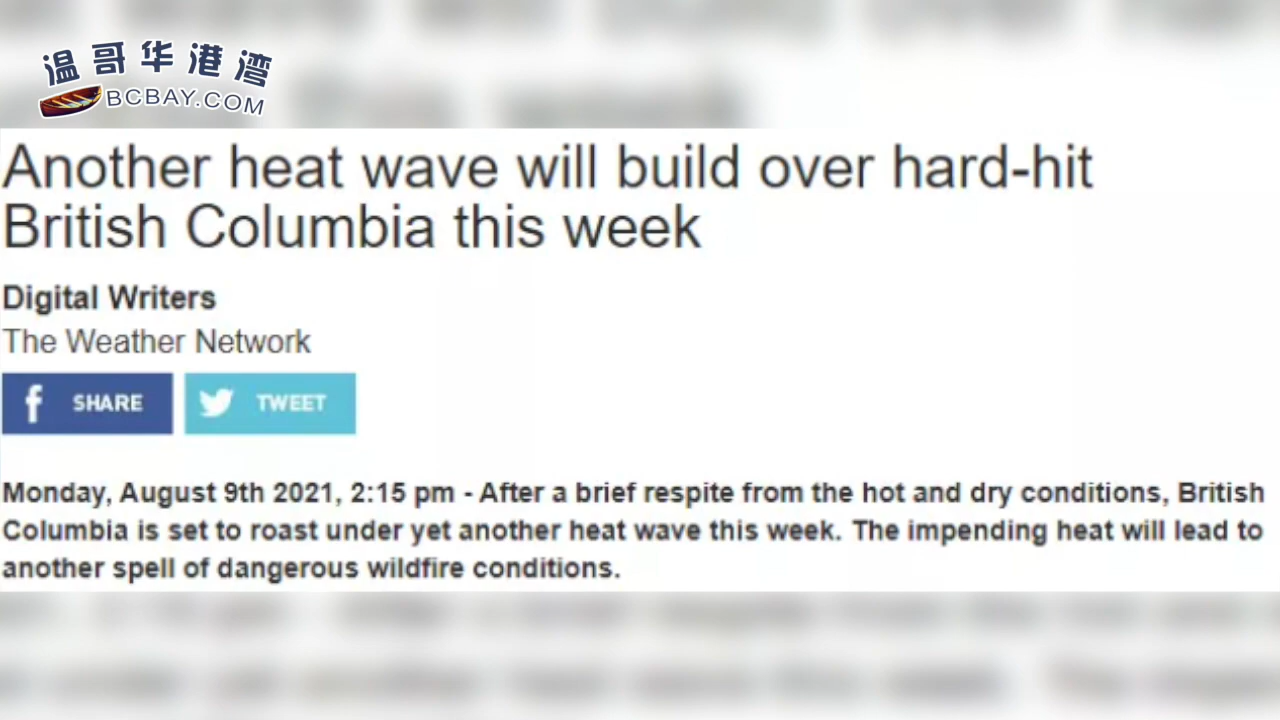 温哥华港湾
BCBAY.COM
Another heat wave will build over hard-hit
British Columbia this week
Digital Writers
The Weather Network
f SHARE TWEET
Monday, August 9th 2021, 2:15 pm - After a brief respite from the hot and dry conditions, British
Columbia is set to roast under yet another heat wave this week. The impending heat will lead to
another spell of dangerous wildfire conditions.